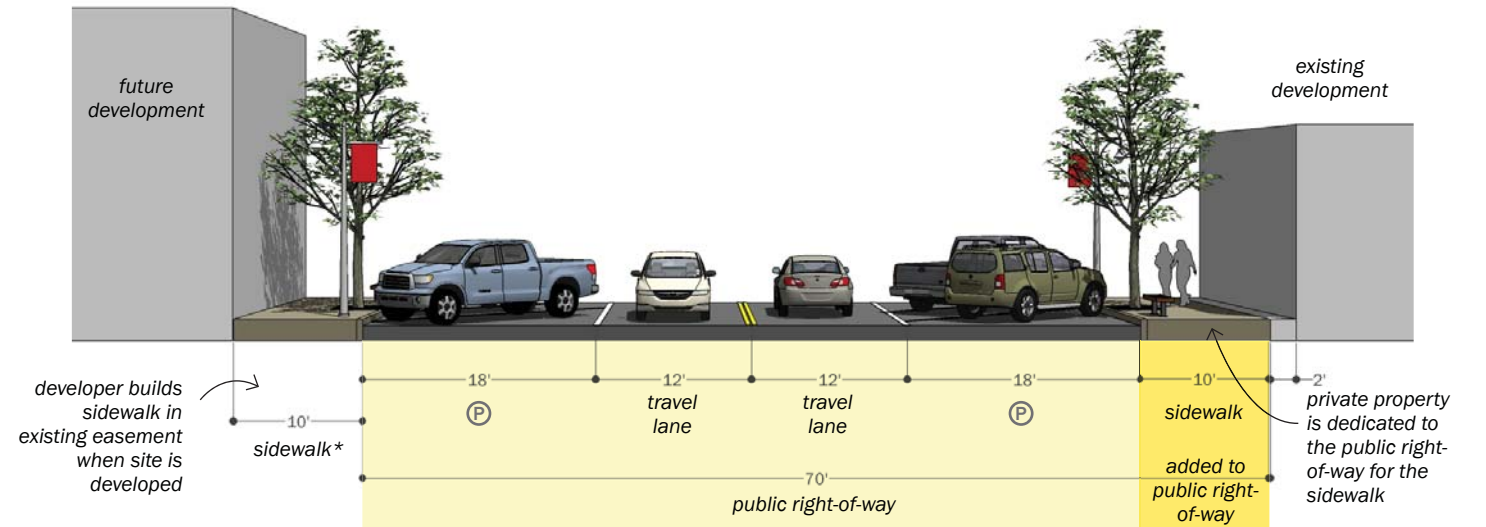 future
development
existing
development
18'
12'
12'
18'
10'
2'
Ⓟ
travel
lane
travel
lane
Ⓟ
sidewalk
developer builds
sidewalk in
existing easement
when site is
developed
10'
sidewalk*
private property
is dedicated to
the public right-
of-way for the
sidewalk
added to
public right-
of-way
70'
public right-of-way